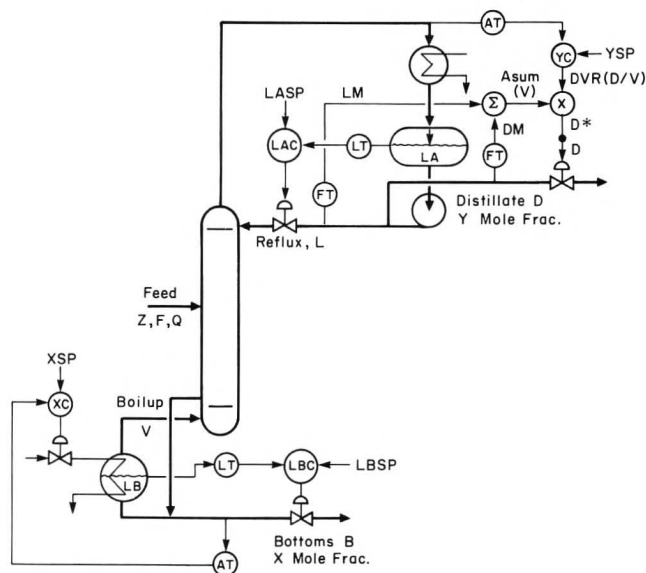 AT
YC
YSP
DVR(D/V)
Asum
(V)
LASP
LM
Σ
X
DM
D*
LAC
LT
LA
FT
D
FT
Distillate D
Y Mole Frac.
Reflux, L
Feed
Z,F,Q
XSP
XC
Boilup
V
LB
LT
LBC
LBSP
Bottoms B
X Mole Frac.
AT